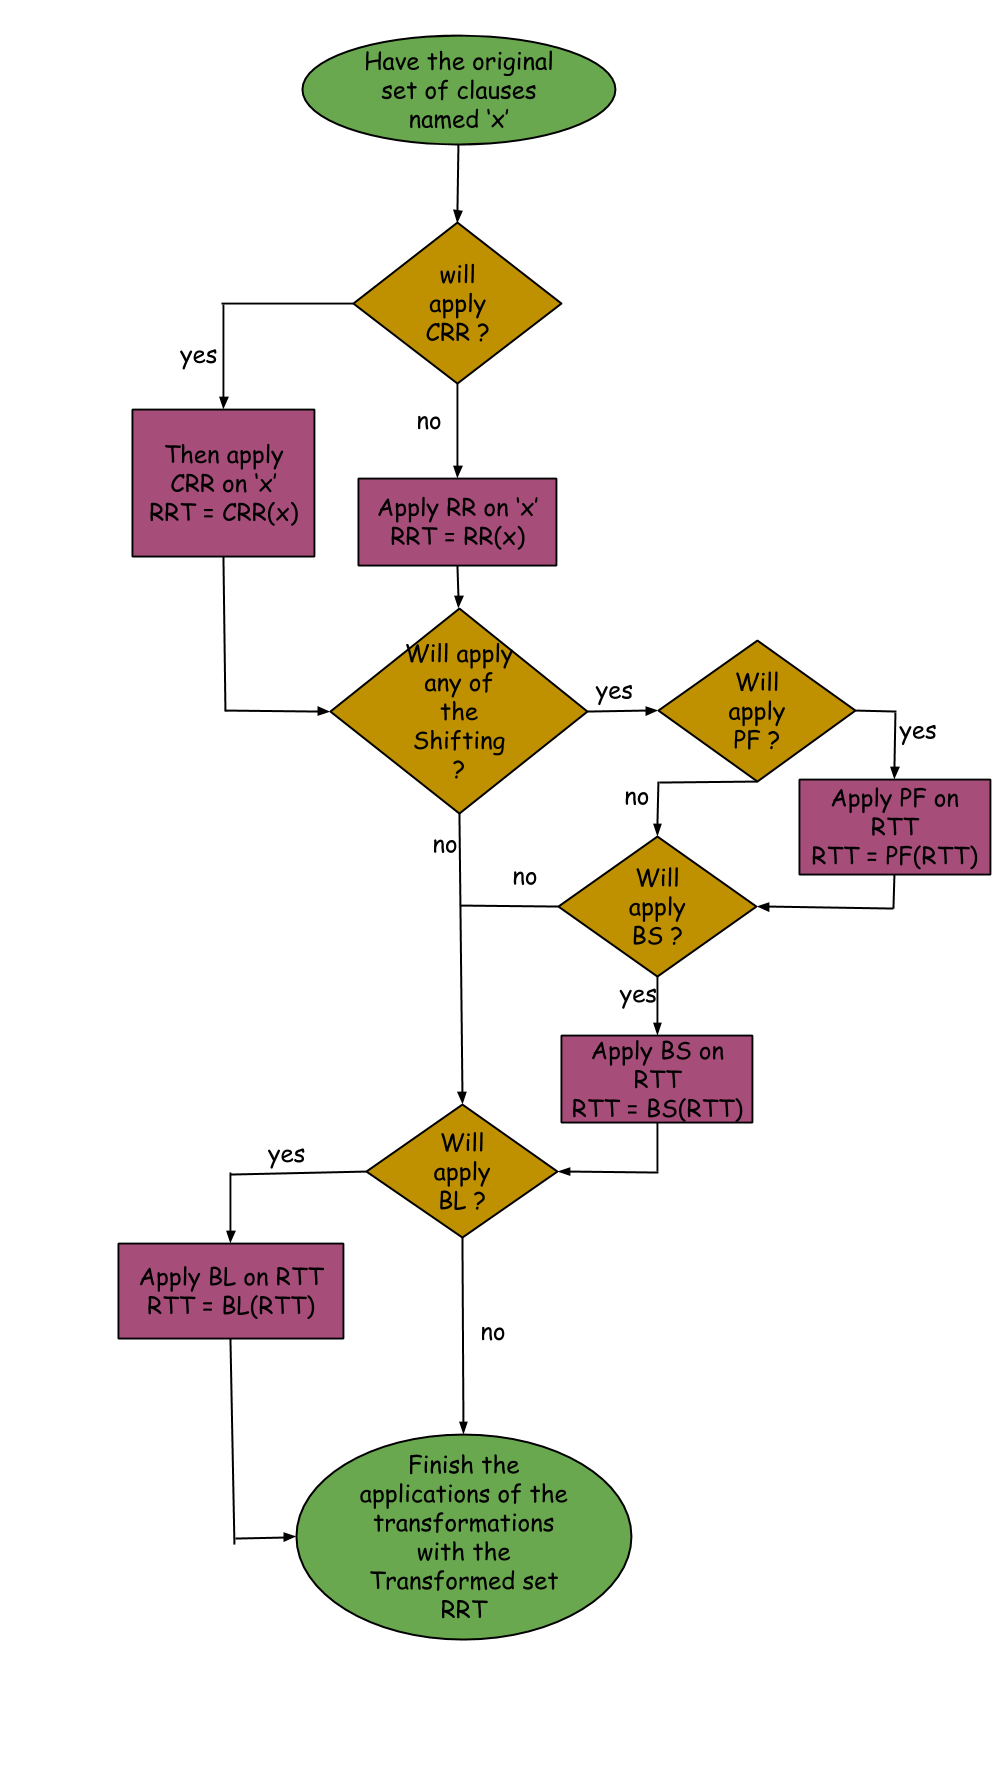 Have the original
set of clauses
named ‘x’
will
apply
CRR ?
yes
no
Then apply
CRR on ‘x’
RRT = CRR(x)
Apply RR on ‘x’
RRT = RR(x)
Will apply
any of
the
Shifting
?
yes
Will
apply
PF ?
yes
no
Apply PF on
RTT
RTT = PF(RTT)
no
no
Will
apply
BS ?
yes
Apply BS on
RTT
RTT = BS(RTT)
Will
apply
BL ?
yes
Apply BL on RTT
RTT = BL(RTT)
no
Finish the
applications of the
transformations
with the
Transformed set
RRT